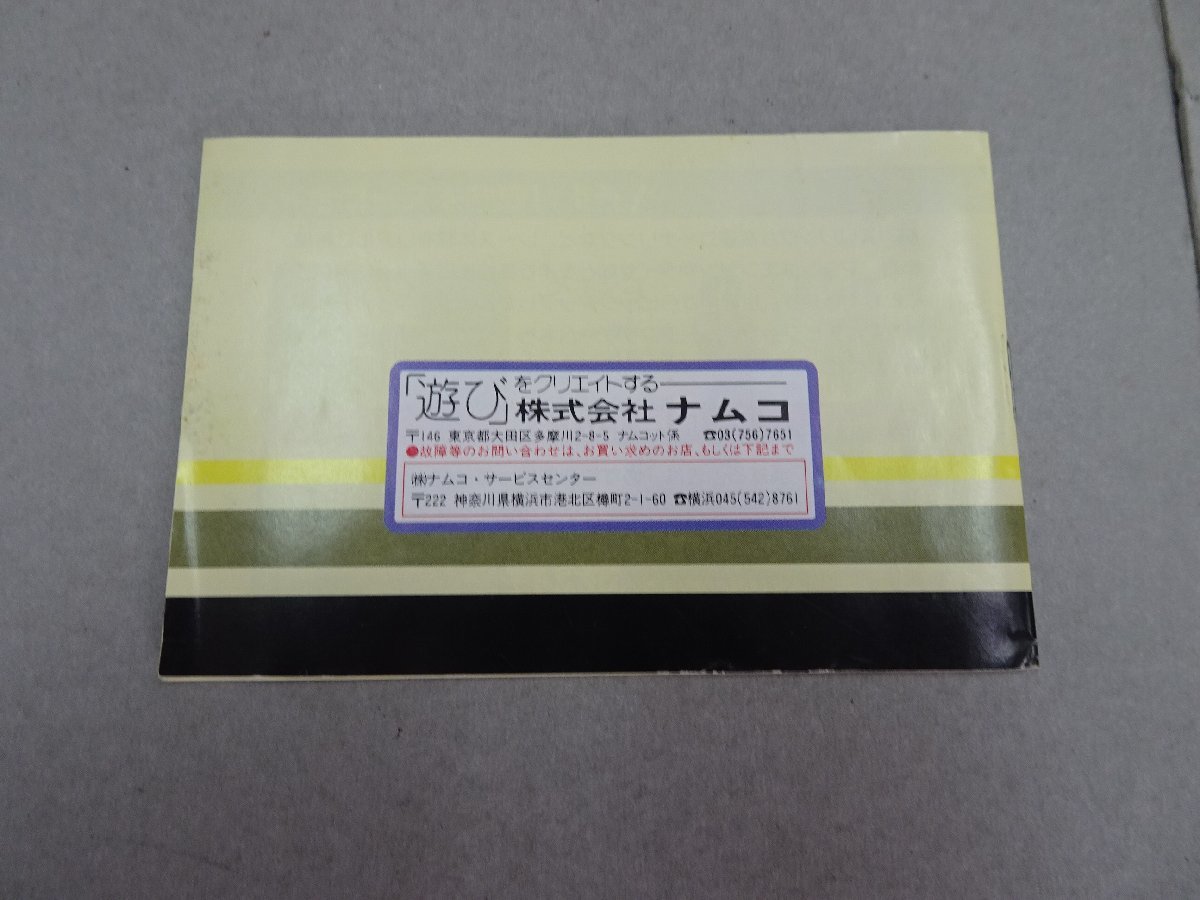 「遊び」をクリエイトする――
株式会社 ナムコ
〒146 東京都大田区多摩川2-8-5 ナムコット係 ☎03(756)7651
●故障等のお問い合わせは、お買い求めのお店、もしくは下記まで
㈱ナムコ・サービスセンター
〒222 神奈川県横浜市港北区樽町2-1-60 ☎横浜045(542)8761